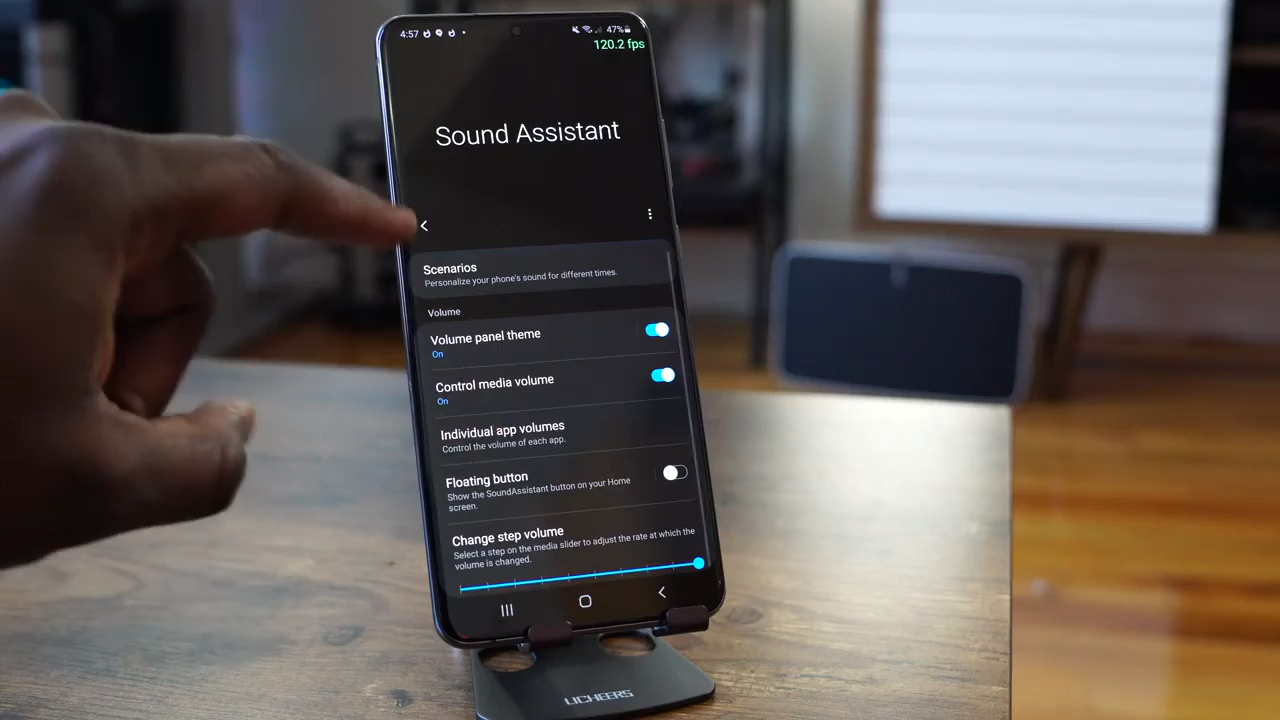 4:57
47%
120.2 fps
Sound Assistant
Scenarios
Personalize your phone's sound for different times.
Volume
Volume panel theme
On
Control media volume
On
Individual app volumes
Control the volume of each app.
Floating button
Show the SoundAssistant button on your Home
screen.
Change step volume
Select a step on the media slider to adjust the rate at which the
volume is changed.
LICHEERS